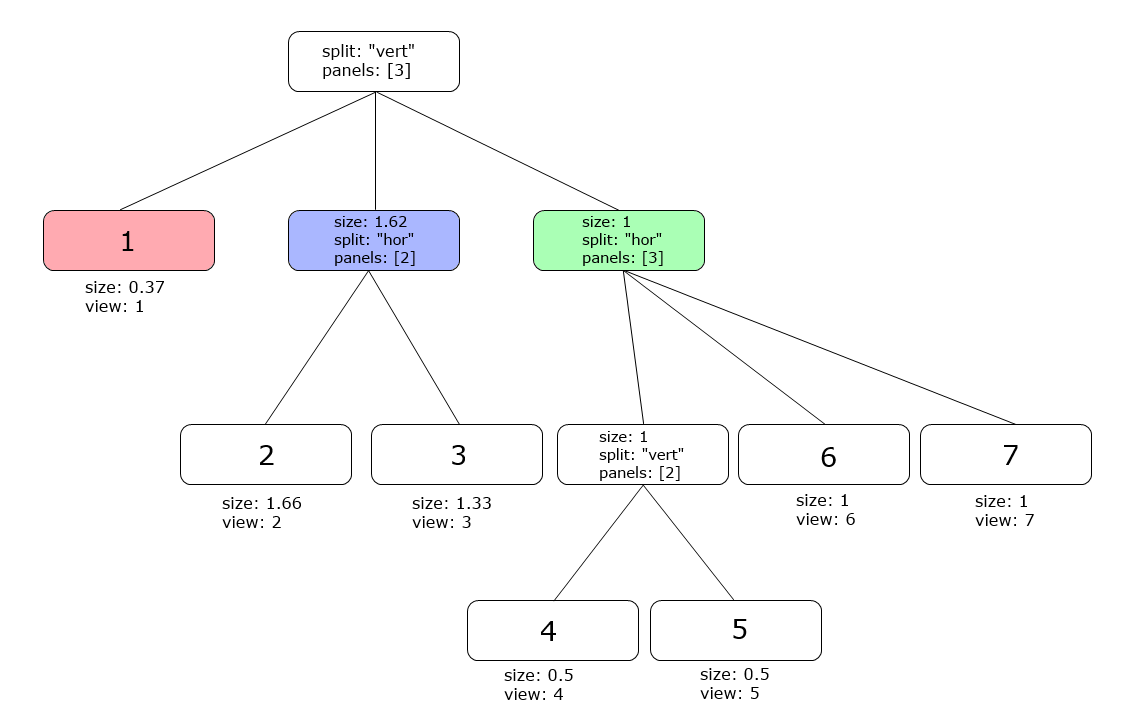 split: "vert"
panels: [3]
1
size: 0.37
view: 1
size: 1.62
split: "hor"
panels: [2]
size: 1
split: "hor"
panels: [3]
2
size: 1.66
view: 2
3
size: 1.33
view: 3
size: 1
split: "vert"
panels: [2]
6
size: 1
view: 6
7
size: 1
view: 7
4
size: 0.5
view: 4
5
size: 0.5
view: 5